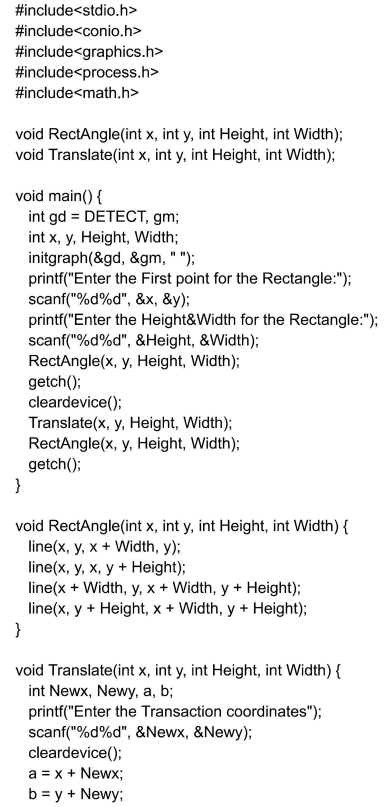 #include<stdio.h>
#include<conio.h>
#include<graphics.h>
#include<process.h>
#include<math.h>

void RectAngle(int x, int y, int Height, int Width);
void Translate(int x, int y, int Height, int Width);

void main() {
  int gd = DETECT, gm;
  int x, y, Height, Width;
  initgraph(&gd, &gm, " ");
  printf("Enter the First point for the Rectangle:");
  scanf("%d%d", &x, &y);
  printf("Enter the Height&Width for the Rectangle:");
  scanf("%d%d", &Height, &Width);
  RectAngle(x, y, Height, Width);
  getch();
  cleardevice();
  Translate(x, y, Height, Width);
  RectAngle(x, y, Height, Width);
  getch();
}

void RectAngle(int x, int y, int Height, int Width) {
  line(x, y, x + Width, y);
  line(x, y, x, y + Height);
  line(x + Width, y, x + Width, y + Height);
  line(x, y + Height, x + Width, y + Height);
}

void Translate(int x, int y, int Height, int Width) {
  int Newx, Newy, a, b;
  printf("Enter the Transaction coordinates");
  scanf("%d%d", &Newx, &Newy);
  cleardevice();
  a = x + Newx;
  b = y + Newy;